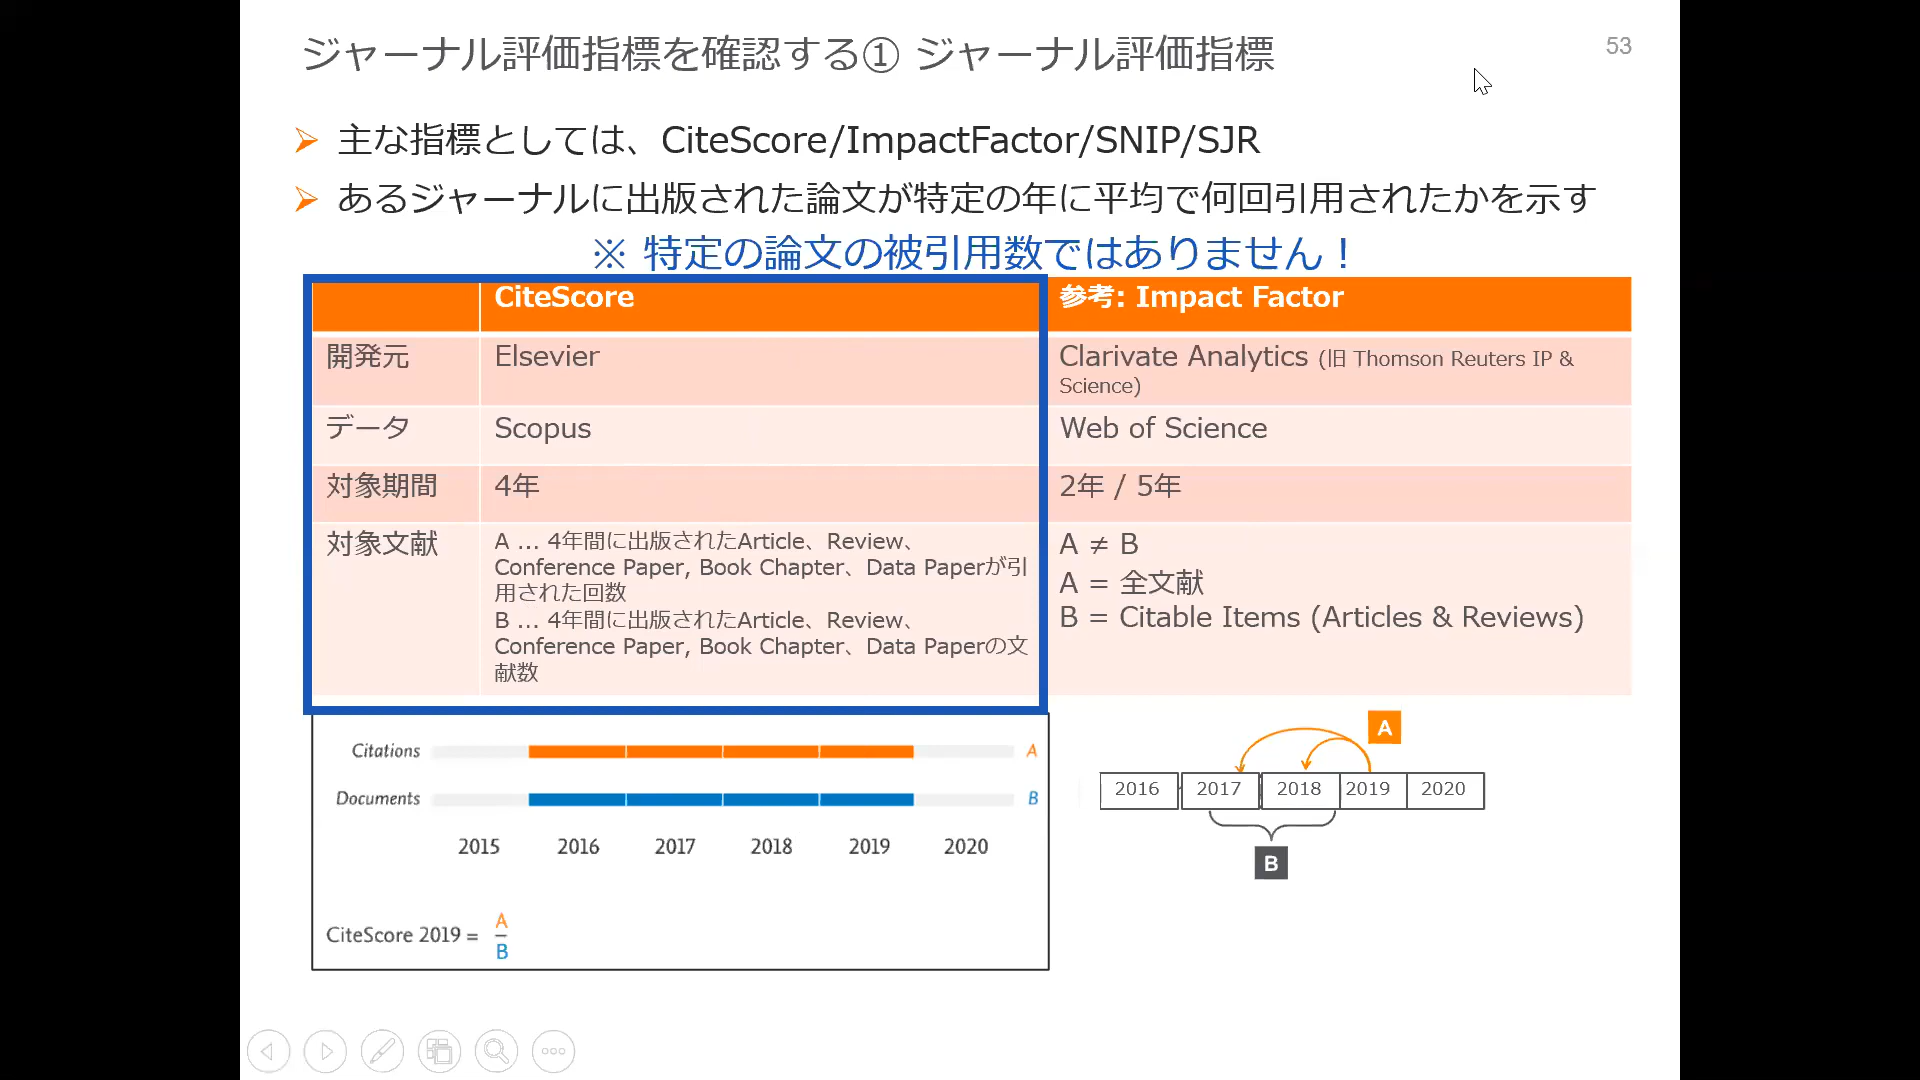 ジャーナル評価指標を確認する① ジャーナル評価指標
53
主な指標としては、CiteScore/ImpactFactor/SNIP/SJR
あるジャーナルに出版された論文が特定の年に平均で何回引用されたかを示す
※ 特定の論文の被引用数ではありません！
CiteScore
参考: Impact Factor
開発元
Elsevier
Clarivate Analytics (旧 Thomson Reuters IP &
Science)
データ
Scopus
Web of Science
対象期間
4年
2年 / 5年
対象文献
A … 4年間に出版されたArticle、Review、
Conference Paper, Book Chapter、Data Paperが引
用された回数
B … 4年間に出版されたArticle、Review、
Conference Paper, Book Chapter、Data Paperの文
献数
A ≠ B
A = 全文献
B = Citable Items (Articles & Reviews)
Citations
A
Documents
B
2015 2016 2017 2018 2019 2020
CiteScore 2019 = A
B
A
2016 2017 2018 2019 2020
B